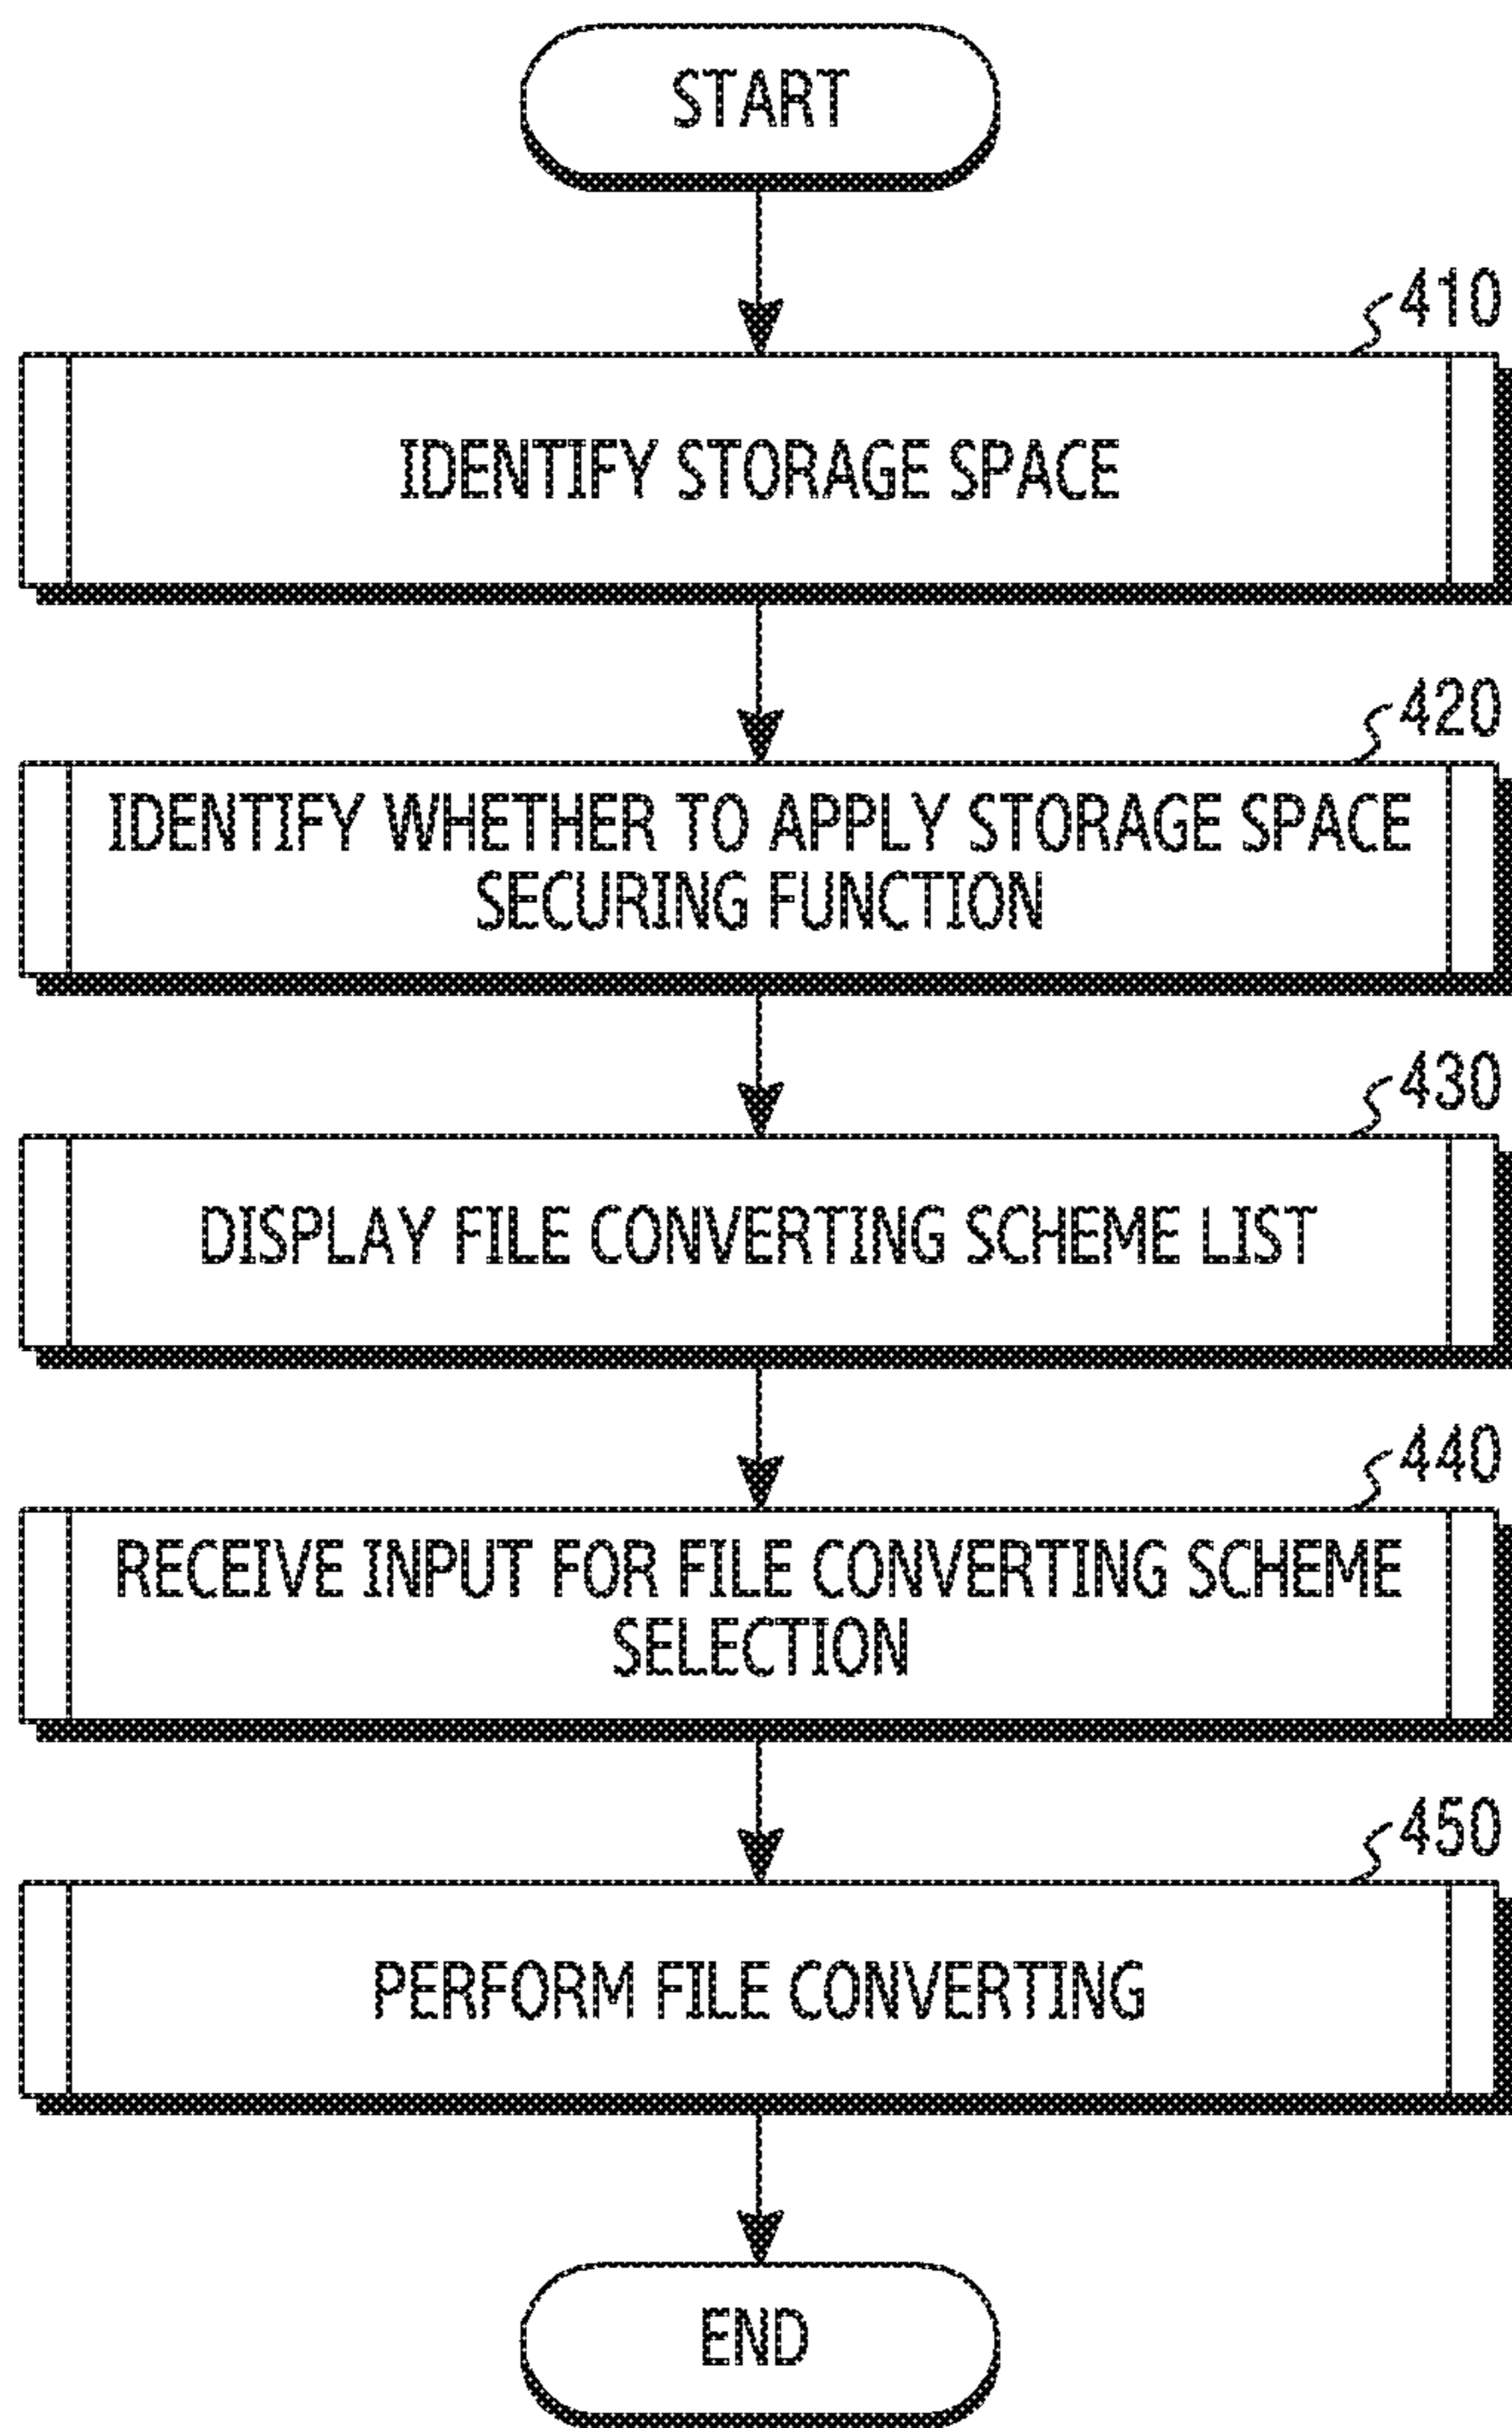 START
410
IDENTIFY STORAGE SPACE
420
IDENTIFY WHETHER TO APPLY STORAGE SPACE
SECURING FUNCTION
430
DISPLAY FILE CONVERTING SCHEME LIST
440
RECEIVE INPUT FOR FILE CONVERTING SCHEME
SELECTION
450
PERFORM FILE CONVERTING
END